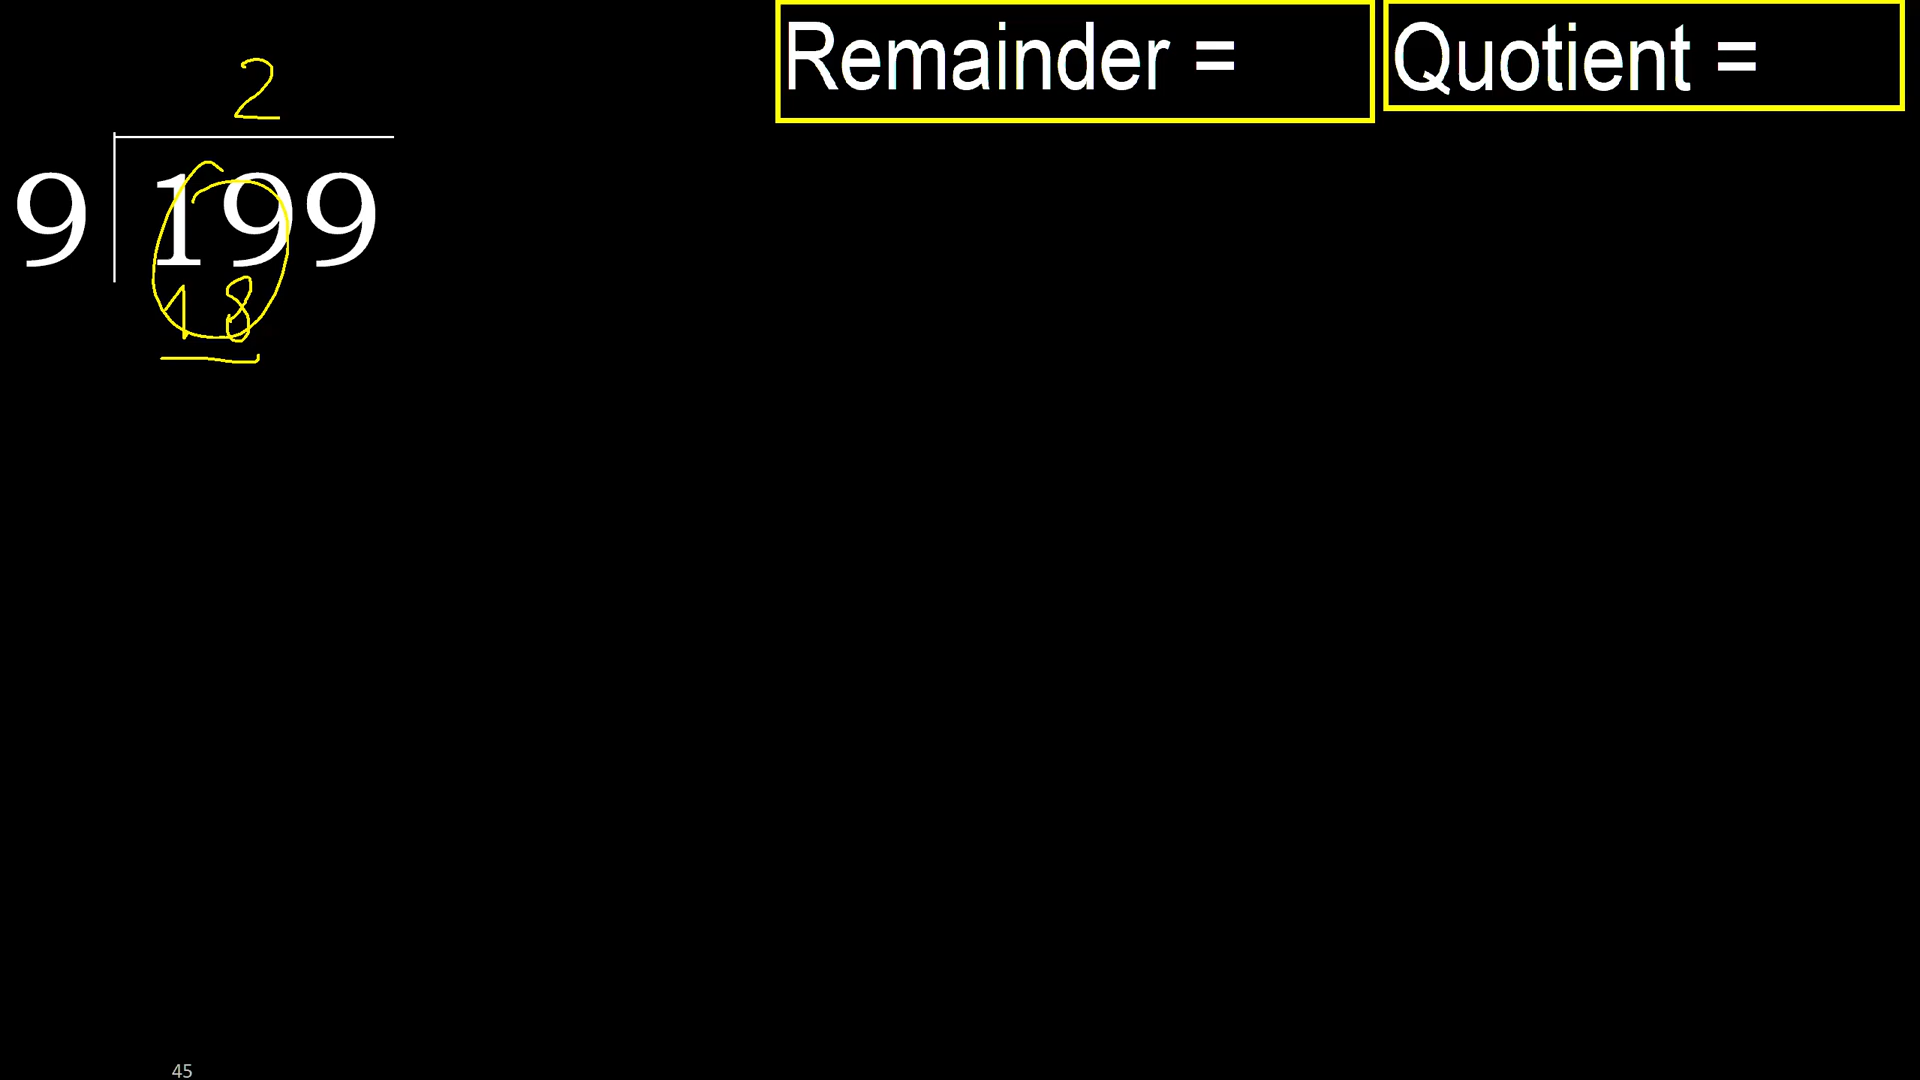 Remainder = Quotient =
2
9 199
18
45